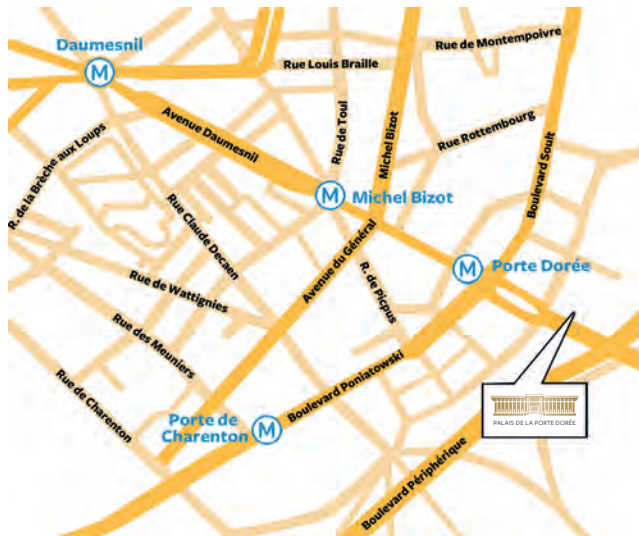 Daumesnil
M
Rue Louis Braille
Rue de Montempoivre
Avenue Daumesnil
Rue de Toul
Michel Bizot
Rue Rottembourg
Boulevard Soult
R. de la Brèche aux Loups
M
Michel Bizot
Rue Claude Decaen
Avenue du Général
R. de Picpus
M
Porte Dorée
Rue de Wattignies
Rue des Meuniers
Rue de Charenton
Boulevard Poniatowski
Porte de
Charenton
M
PALAIS DE LA PORTE DORÉE
Boulevard Périphérique